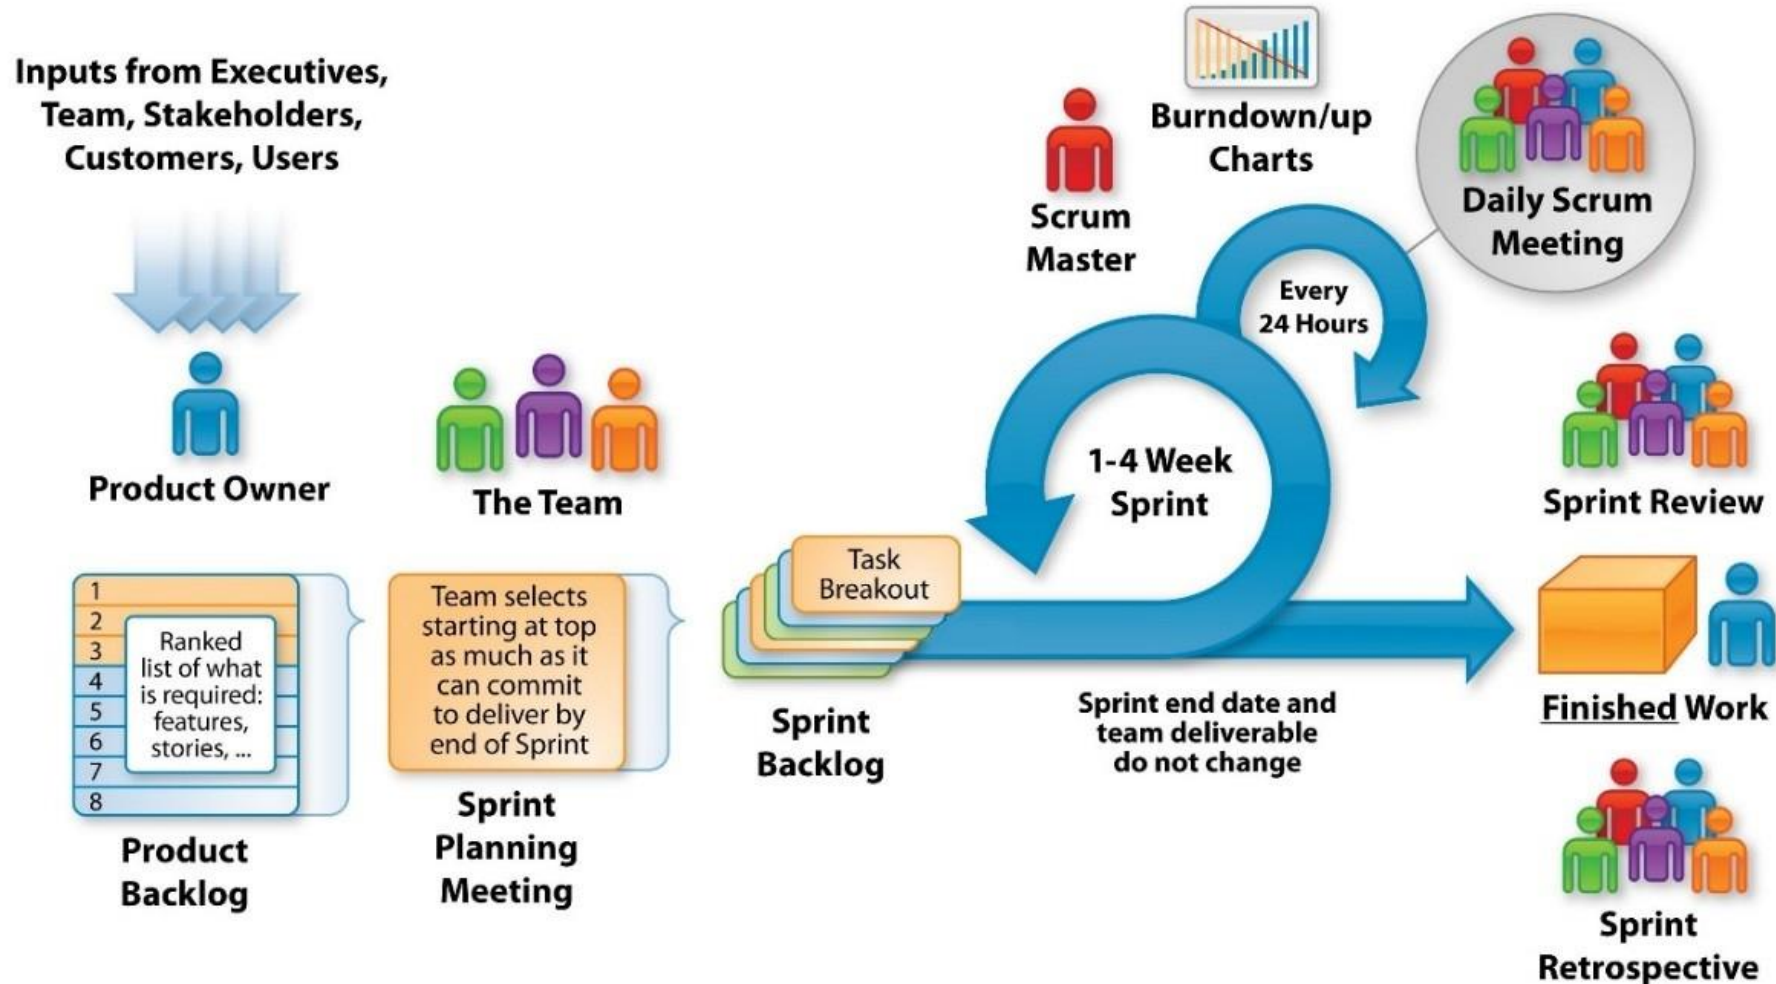 Inputs from Executives,
Team, Stakeholders,
Customers, Users
Product Owner
The Team
1
2
3
4
5
6
7
8
Ranked
list of what
is required:
features,
stories, ...
Product
Backlog
Team selects
starting at top
as much as it
can commit
to deliver by
end of Sprint
Sprint
Planning
Meeting
Task
Breakout
Sprint
Backlog
Scrum
Master
Burndown/up
Charts
Daily Scrum
Meeting
Every
24 Hours
1-4 Week
Sprint
Sprint end date and
team deliverable
do not change
Sprint Review
Finished Work
Sprint
Retrospective